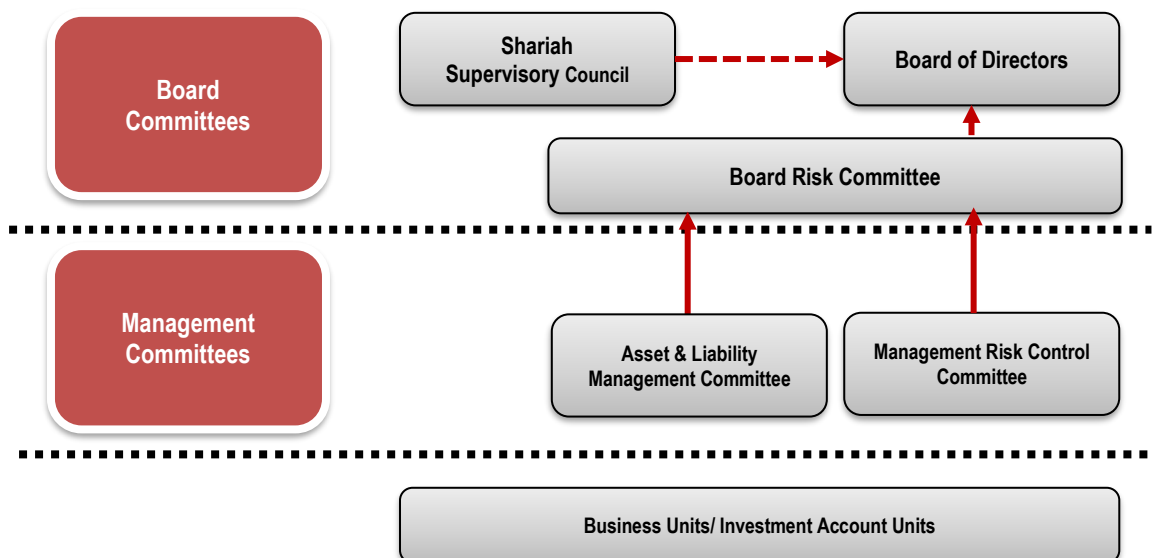 Board
Committees
Shariah
Supervisory Council
Board of Directors
Board Risk Committee
Management
Committees
Asset & Liability
Management Committee
Management Risk Control
Committee
Business Units/ Investment Account Units